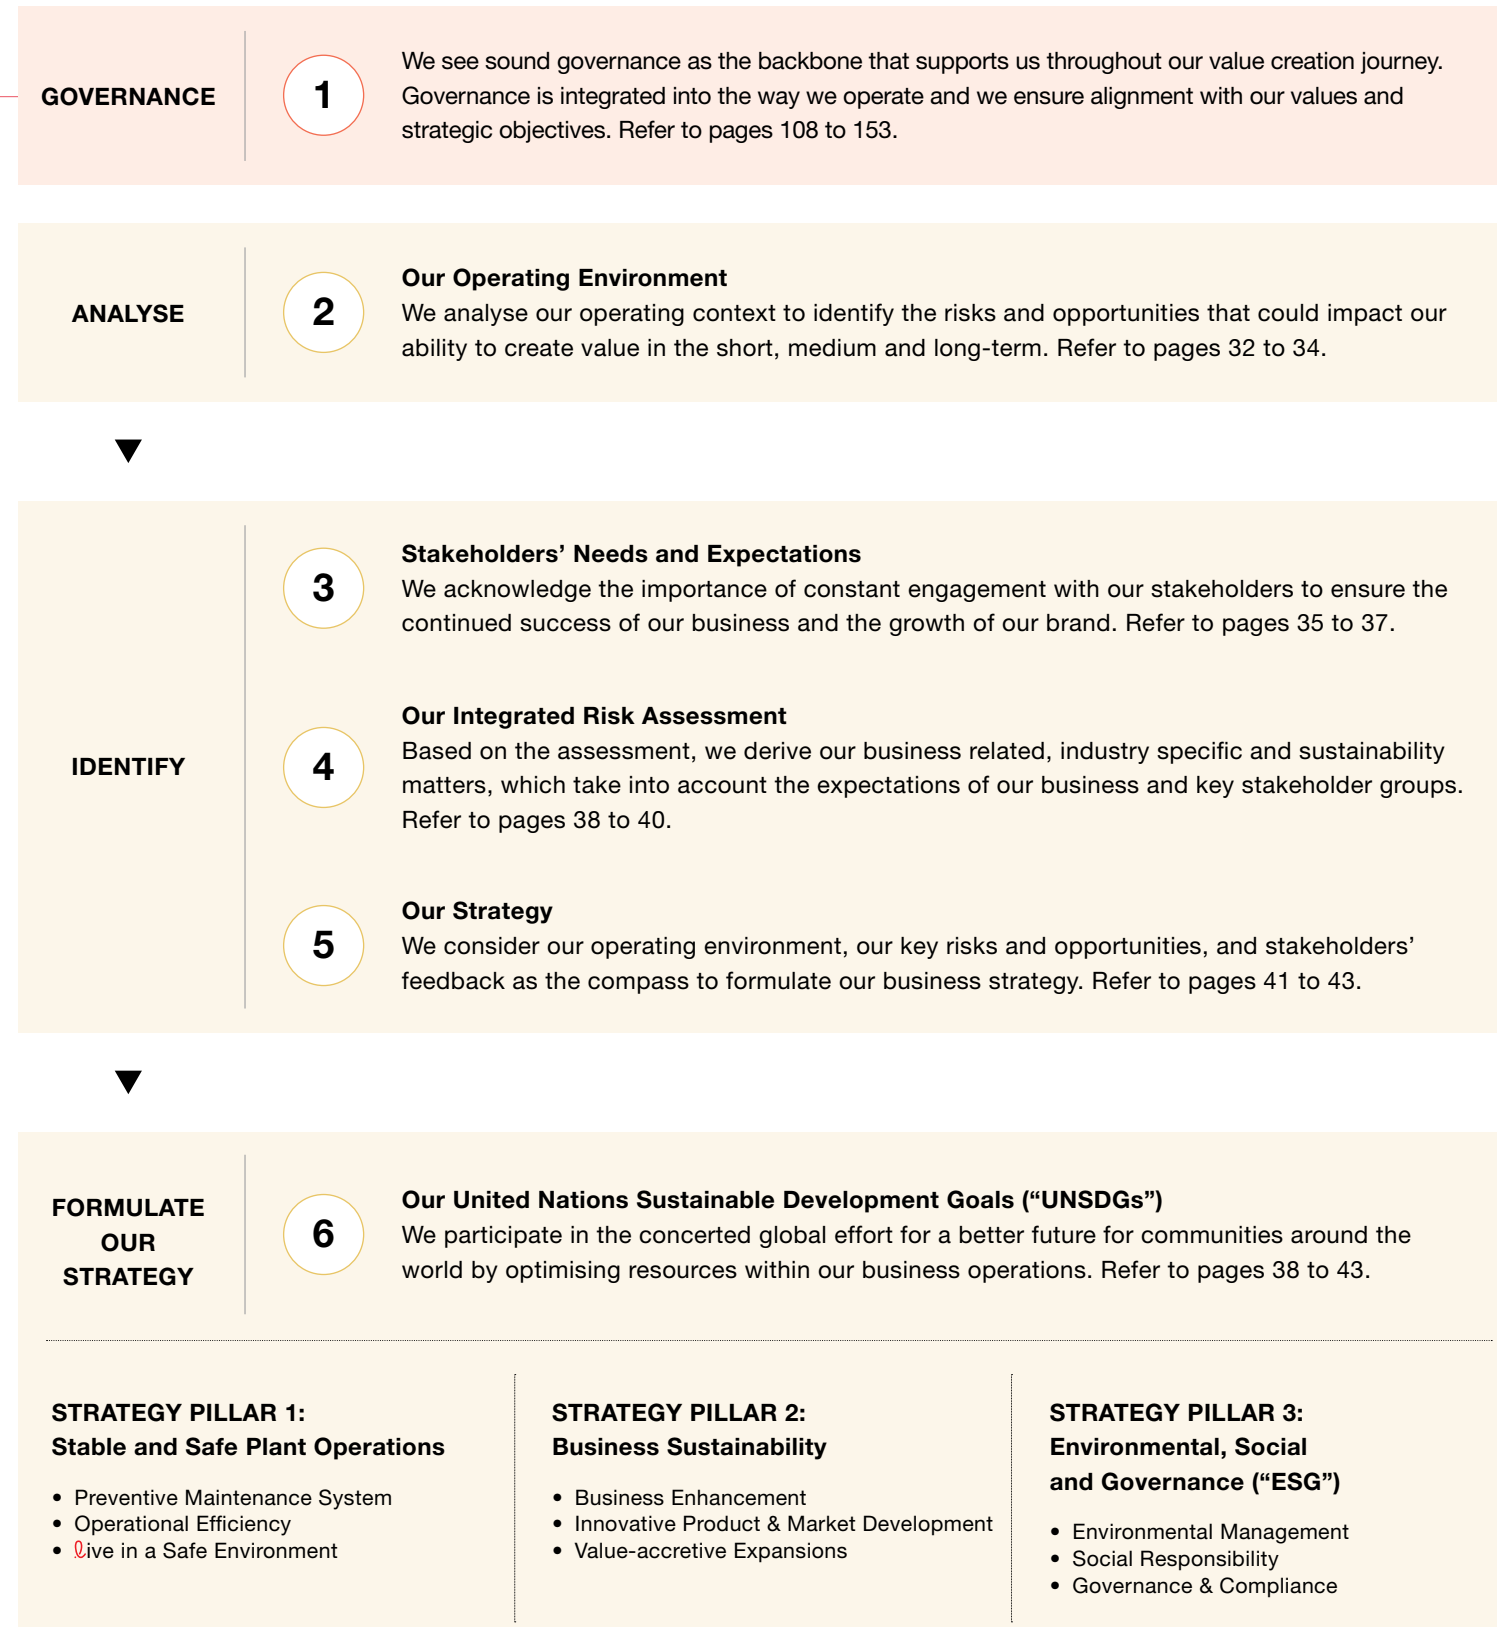 GOVERNANCE
1
We see sound governance as the backbone that supports us throughout our value creation journey.
Governance is integrated into the way we operate and we ensure alignment with our values and
strategic objectives. Refer to pages 108 to 153.
ANALYSE
2
Our Operating Environment
We analyse our operating context to identify the risks and opportunities that could impact our
ability to create value in the short, medium and long-term. Refer to pages 32 to 34.
IDENTIFY
3
Stakeholders’ Needs and Expectations
We acknowledge the importance of constant engagement with our stakeholders to ensure the
continued success of our business and the growth of our brand. Refer to pages 35 to 37.
4
Our Integrated Risk Assessment
Based on the assessment, we derive our business related, industry specific and sustainability
matters, which take into account the expectations of our business and key stakeholder groups.
Refer to pages 38 to 40.
5
Our Strategy
We consider our operating environment, our key risks and opportunities, and stakeholders’
feedback as the compass to formulate our business strategy. Refer to pages 41 to 43.
FORMULATE
OUR
STRATEGY
6
Our United Nations Sustainable Development Goals (“UNSDGs”)
We participate in the concerted global effort for a better future for communities around the
world by optimising resources within our business operations. Refer to pages 38 to 43.
STRATEGY PILLAR 1:
Stable and Safe Plant Operations
• Preventive Maintenance System
• Operational Efficiency
• live in a Safe Environment
STRATEGY PILLAR 2:
Business Sustainability
• Business Enhancement
• Innovative Product & Market Development
• Value-accretive Expansions
STRATEGY PILLAR 3:
Environmental, Social
and Governance (“ESG”)
• Environmental Management
• Social Responsibility
• Governance & Compliance